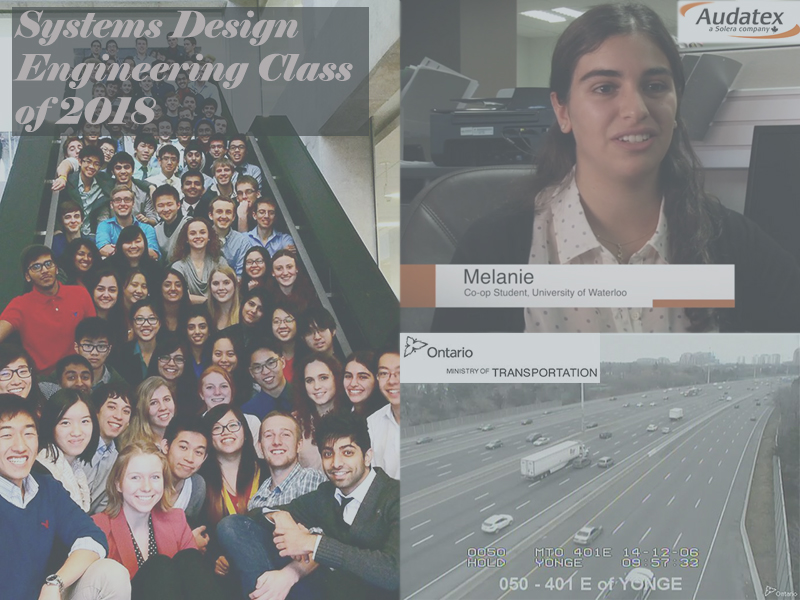 Systems Design
Engineering Class
of 2018
Audatex
a Solera company
Melanie
Co-op Student, University of Waterloo
Ontario
MINISTRY OF TRANSPORTATION
0050 MTO 401E 14-12-06
HOLD YONGE 09 57 33
050 - 401 E of YONGE
Ontario